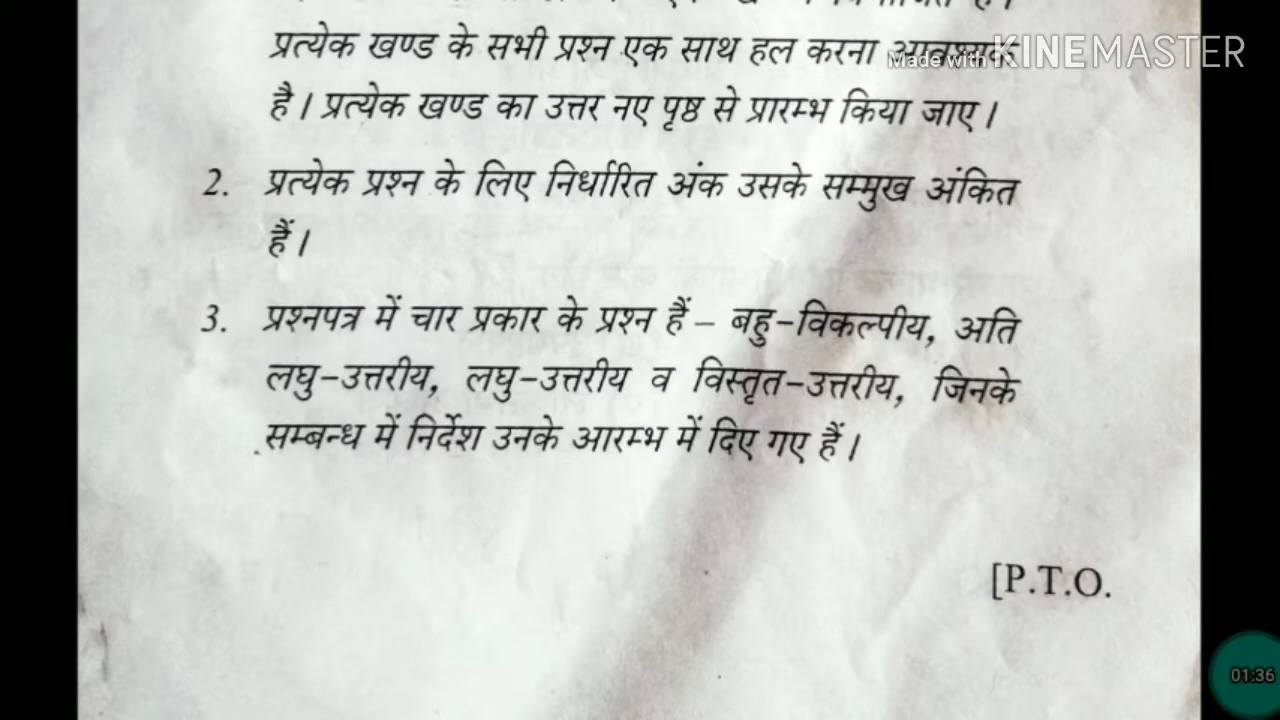 प्रत्येक खण्ड के सभी प्रश्न एक साथ हल करना आवश्यक
Made with KINEMASTER
है। प्रत्येक खण्ड का उत्तर नए पृष्ठ से प्रारम्भ किया जाए।
2. प्रत्येक प्रश्न के लिए निर्धारित अंक उसके सम्मुख अंकित
हैं।
3. प्रश्नपत्र में चार प्रकार के प्रश्न हैं – बहु-विकल्पीय, अति
लघु-उत्तरीय, लघु-उत्तरीय व विस्तृत-उत्तरीय, जिनके
सम्बन्ध में निर्देश उनके आरम्भ में दिए गए हैं।
[P.T.O.
01:36